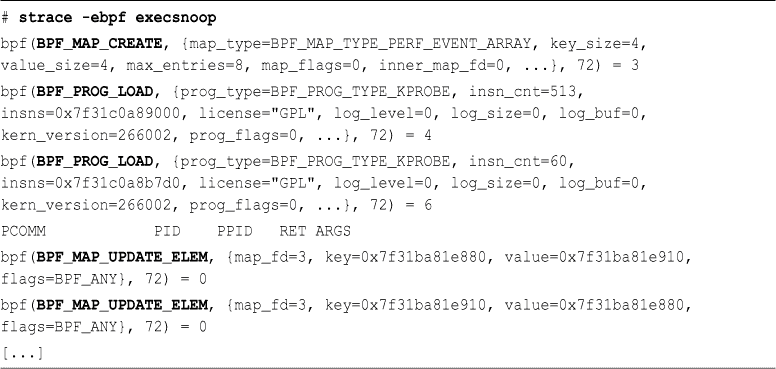 # strace -ebpf execsnoop
bpf(BPF_MAP_CREATE, {map_type=BPF_MAP_TYPE_PERF_EVENT_ARRAY, key_size=4,
value_size=4, max_entries=8, map_flags=0, inner_map_fd=0, ...}, 72) = 3
bpf(BPF_PROG_LOAD, {prog_type=BPF_PROG_TYPE_KPROBE, insn_cnt=513,
insns=0x7f31c0a89000, license="GPL", log_level=0, log_size=0, log_buf=0,
kern_version=266002, prog_flags=0, ...}, 72) = 4
bpf(BPF_PROG_LOAD, {prog_type=BPF_PROG_TYPE_KPROBE, insn_cnt=60,
insns=0x7f31c0a8b7d0, license="GPL", log_level=0, log_size=0, log_buf=0,
kern_version=266002, prog_flags=0, ...}, 72) = 6
PCOMM            PID    PPID   RET ARGS
bpf(BPF_MAP_UPDATE_ELEM, {map_fd=3, key=0x7f31ba81e880, value=0x7f31ba81e910,
flags=BPF_ANY}, 72) = 0
bpf(BPF_MAP_UPDATE_ELEM, {map_fd=3, key=0x7f31ba81e910, value=0x7f31ba81e880,
flags=BPF_ANY}, 72) = 0
[...]